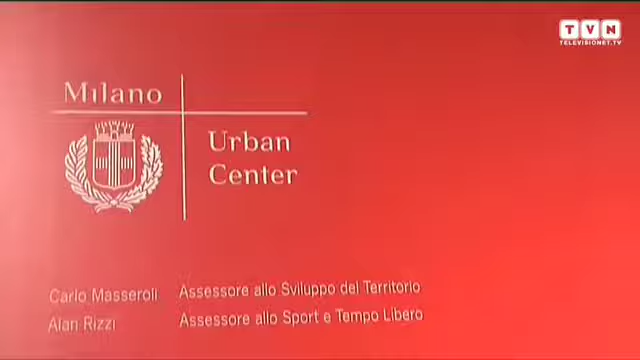 TVN
TELEVISIONET.TV
Milano
Urban
Center
Carlo Masseroli Assessore allo Sviluppo del Territorio
Alan Rizzi Assessore allo Sport e Tempo Libero